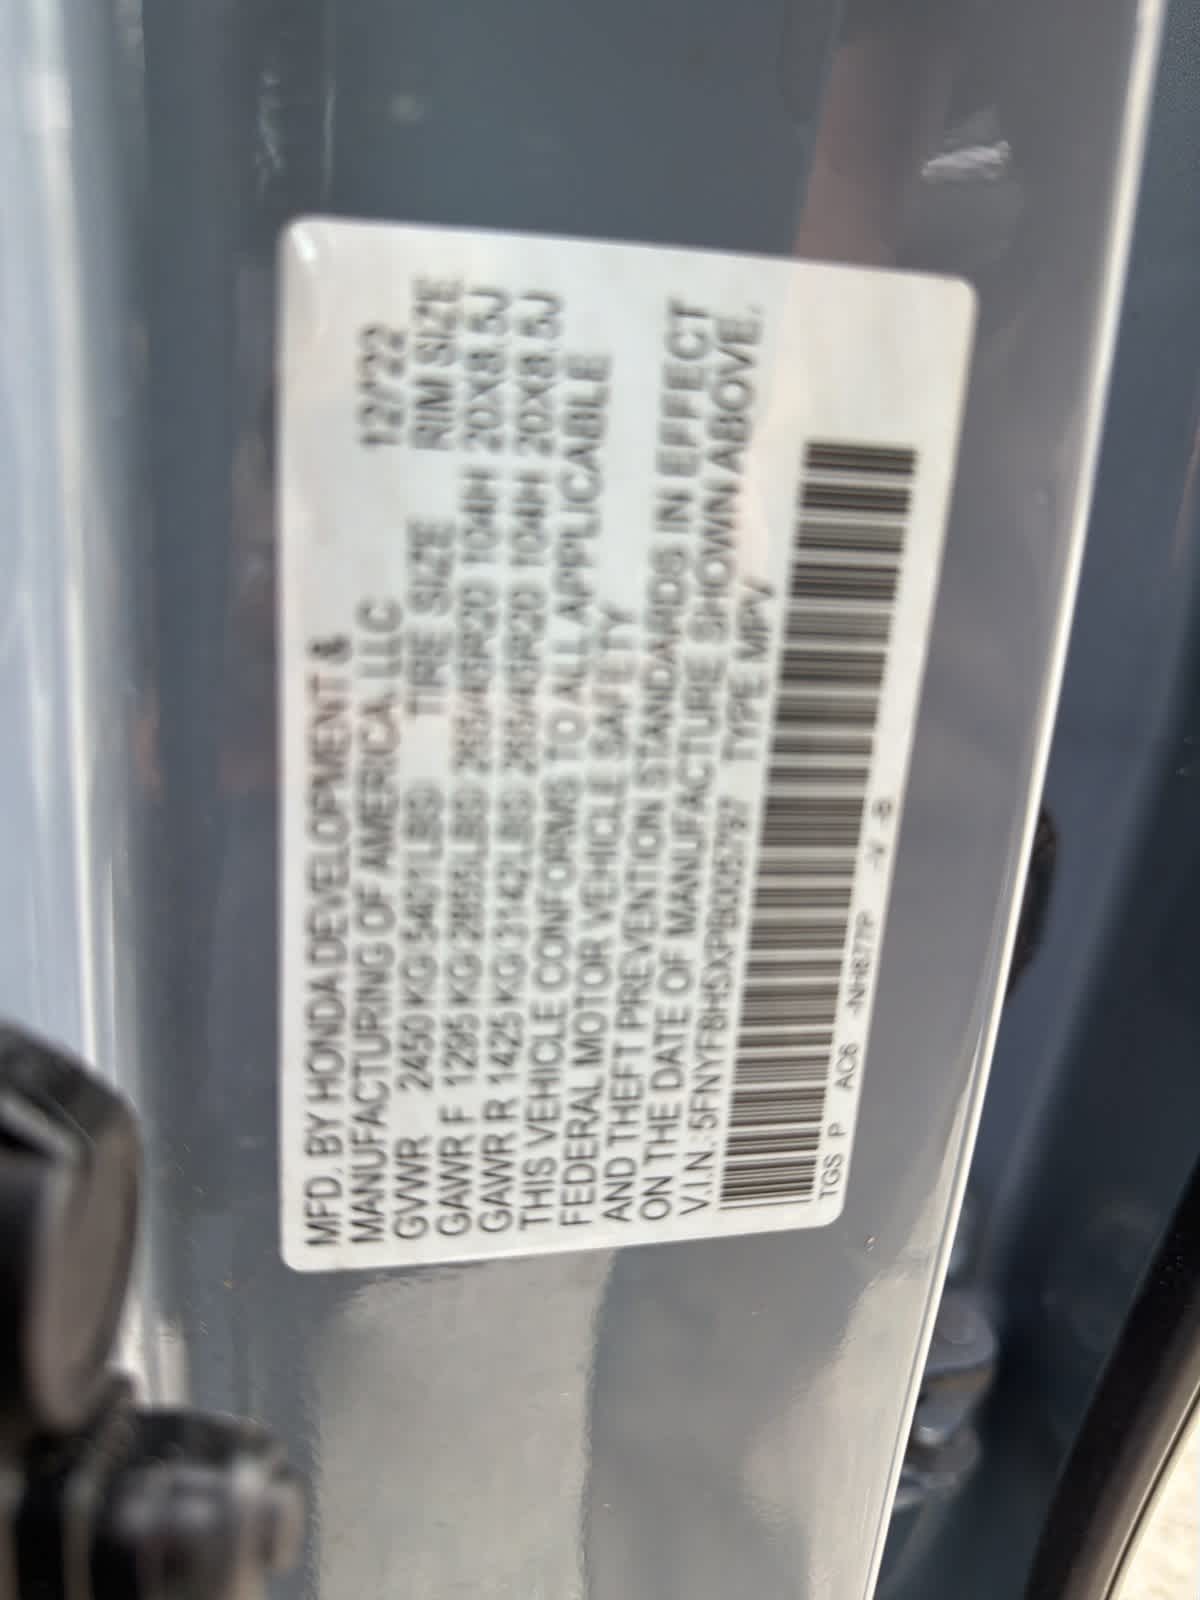 MFD. BY HONDA DEVELOPMENT &
MANUFACTURING OF AMERICA, LLC 12/22
GVWR 2450 KG 5401LBS) TIRE SIZE RIM SIZE
GAWR F 1295 KG 2855LBS) 255/45R20 104H 20X8.5J
GAWR R 1425 KG 3142LBS) 255/45R20 104H 20X8.5J
THIS VEHICLE CONFORMS TO ALL APPLICABLE
FEDERAL MOTOR VEHICLE SAFETY
AND THEFT PREVENTION STANDARDS IN EFFECT
ON THE DATE OF MANUFACTURE SHOWN ABOVE.
V.I.N.:5FNYF8H5XPB005797 TYPE MPV
TGS P AC6 -NH877P -Y -B